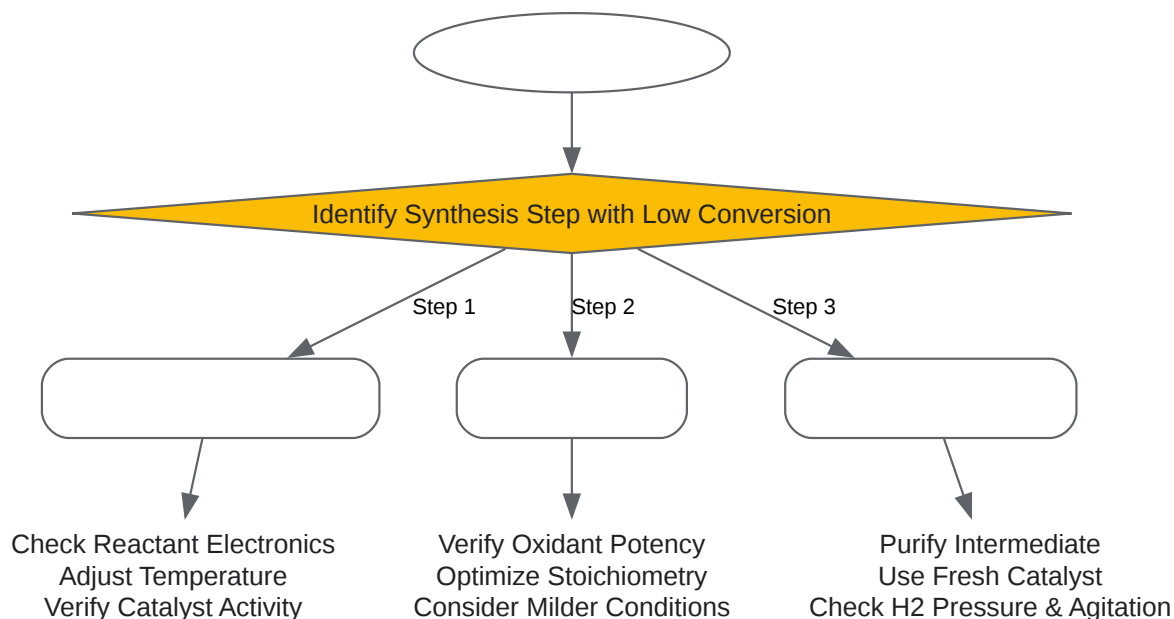 Identify Synthesis Step with Low Conversion
Step 1
Step 2
Step 3
Check Reactant Electronics
Adjust Temperature
Verify Catalyst Activity
Verify Oxidant Potency
Optimize Stoichiometry
Consider Milder Conditions
Purify Intermediate
Use Fresh Catalyst
Check H2 Pressure & Agitation